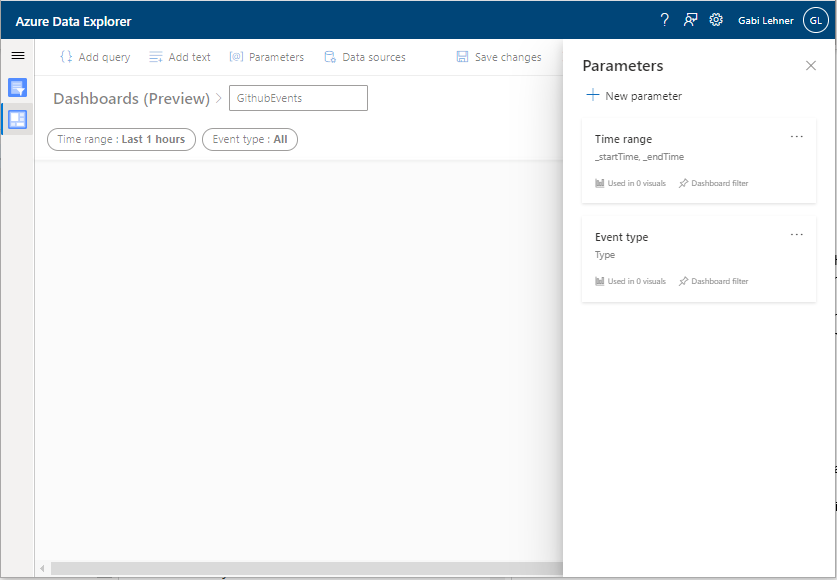 Azure Data Explorer
? Gabi Lehner GL
Add query Add text Parameters Data sources Save changes
Dashboards (Preview) > GithubEvents
Time range : Last 1 hours Event type : All
Parameters
New parameter
Time range
_startTime, _endTime
Used in 0 visuals Dashboard filter
Event type
Type
Used in 0 visuals Dashboard filter